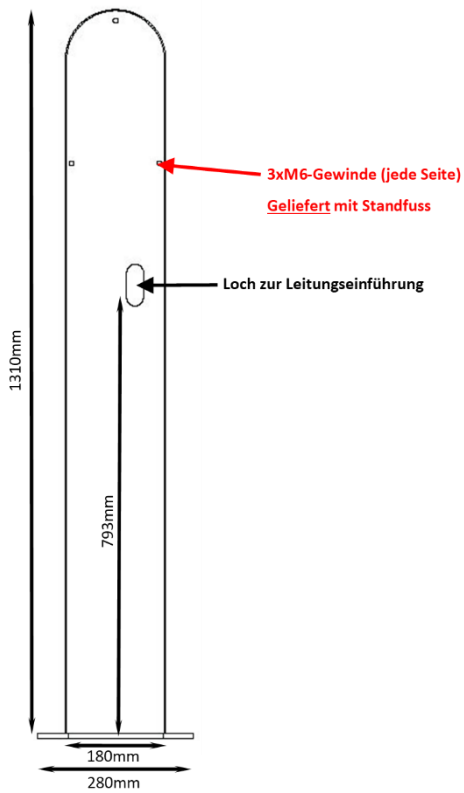 3xM6-Gewinde (jede Seite)
Geliefert mit Standfuss
Loch zur Leitungseinführung
1310mm
793mm
180mm
280mm